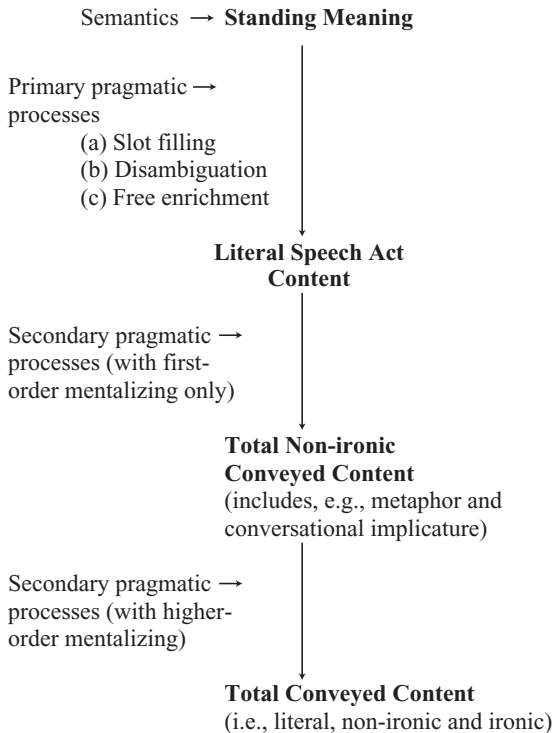 Semantics → Standing Meaning
Primary pragmatic →
processes
(a) Slot filling
(b) Disambiguation
(c) Free enrichment
Literal Speech Act
Content
Secondary pragmatic →
processes (with first-
order mentalizing only)
Total Non-ironic
Conveyed Content
(includes, e.g., metaphor and
conversational implicature)
Secondary pragmatic →
processes (with higher-
order mentalizing)
Total Conveyed Content
(i.e., literal, non-ironic and ironic)